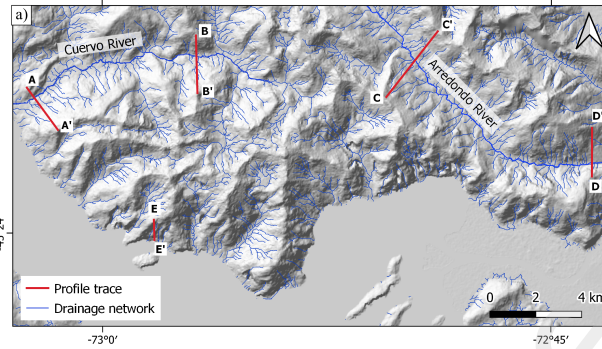 a)
Cuervo River
B
C'
A
Arredondo River
B'
C
A'
D'
D
E
E'
Profile trace
Drainage network
0 2 4 km
-73°0'
-72°45'